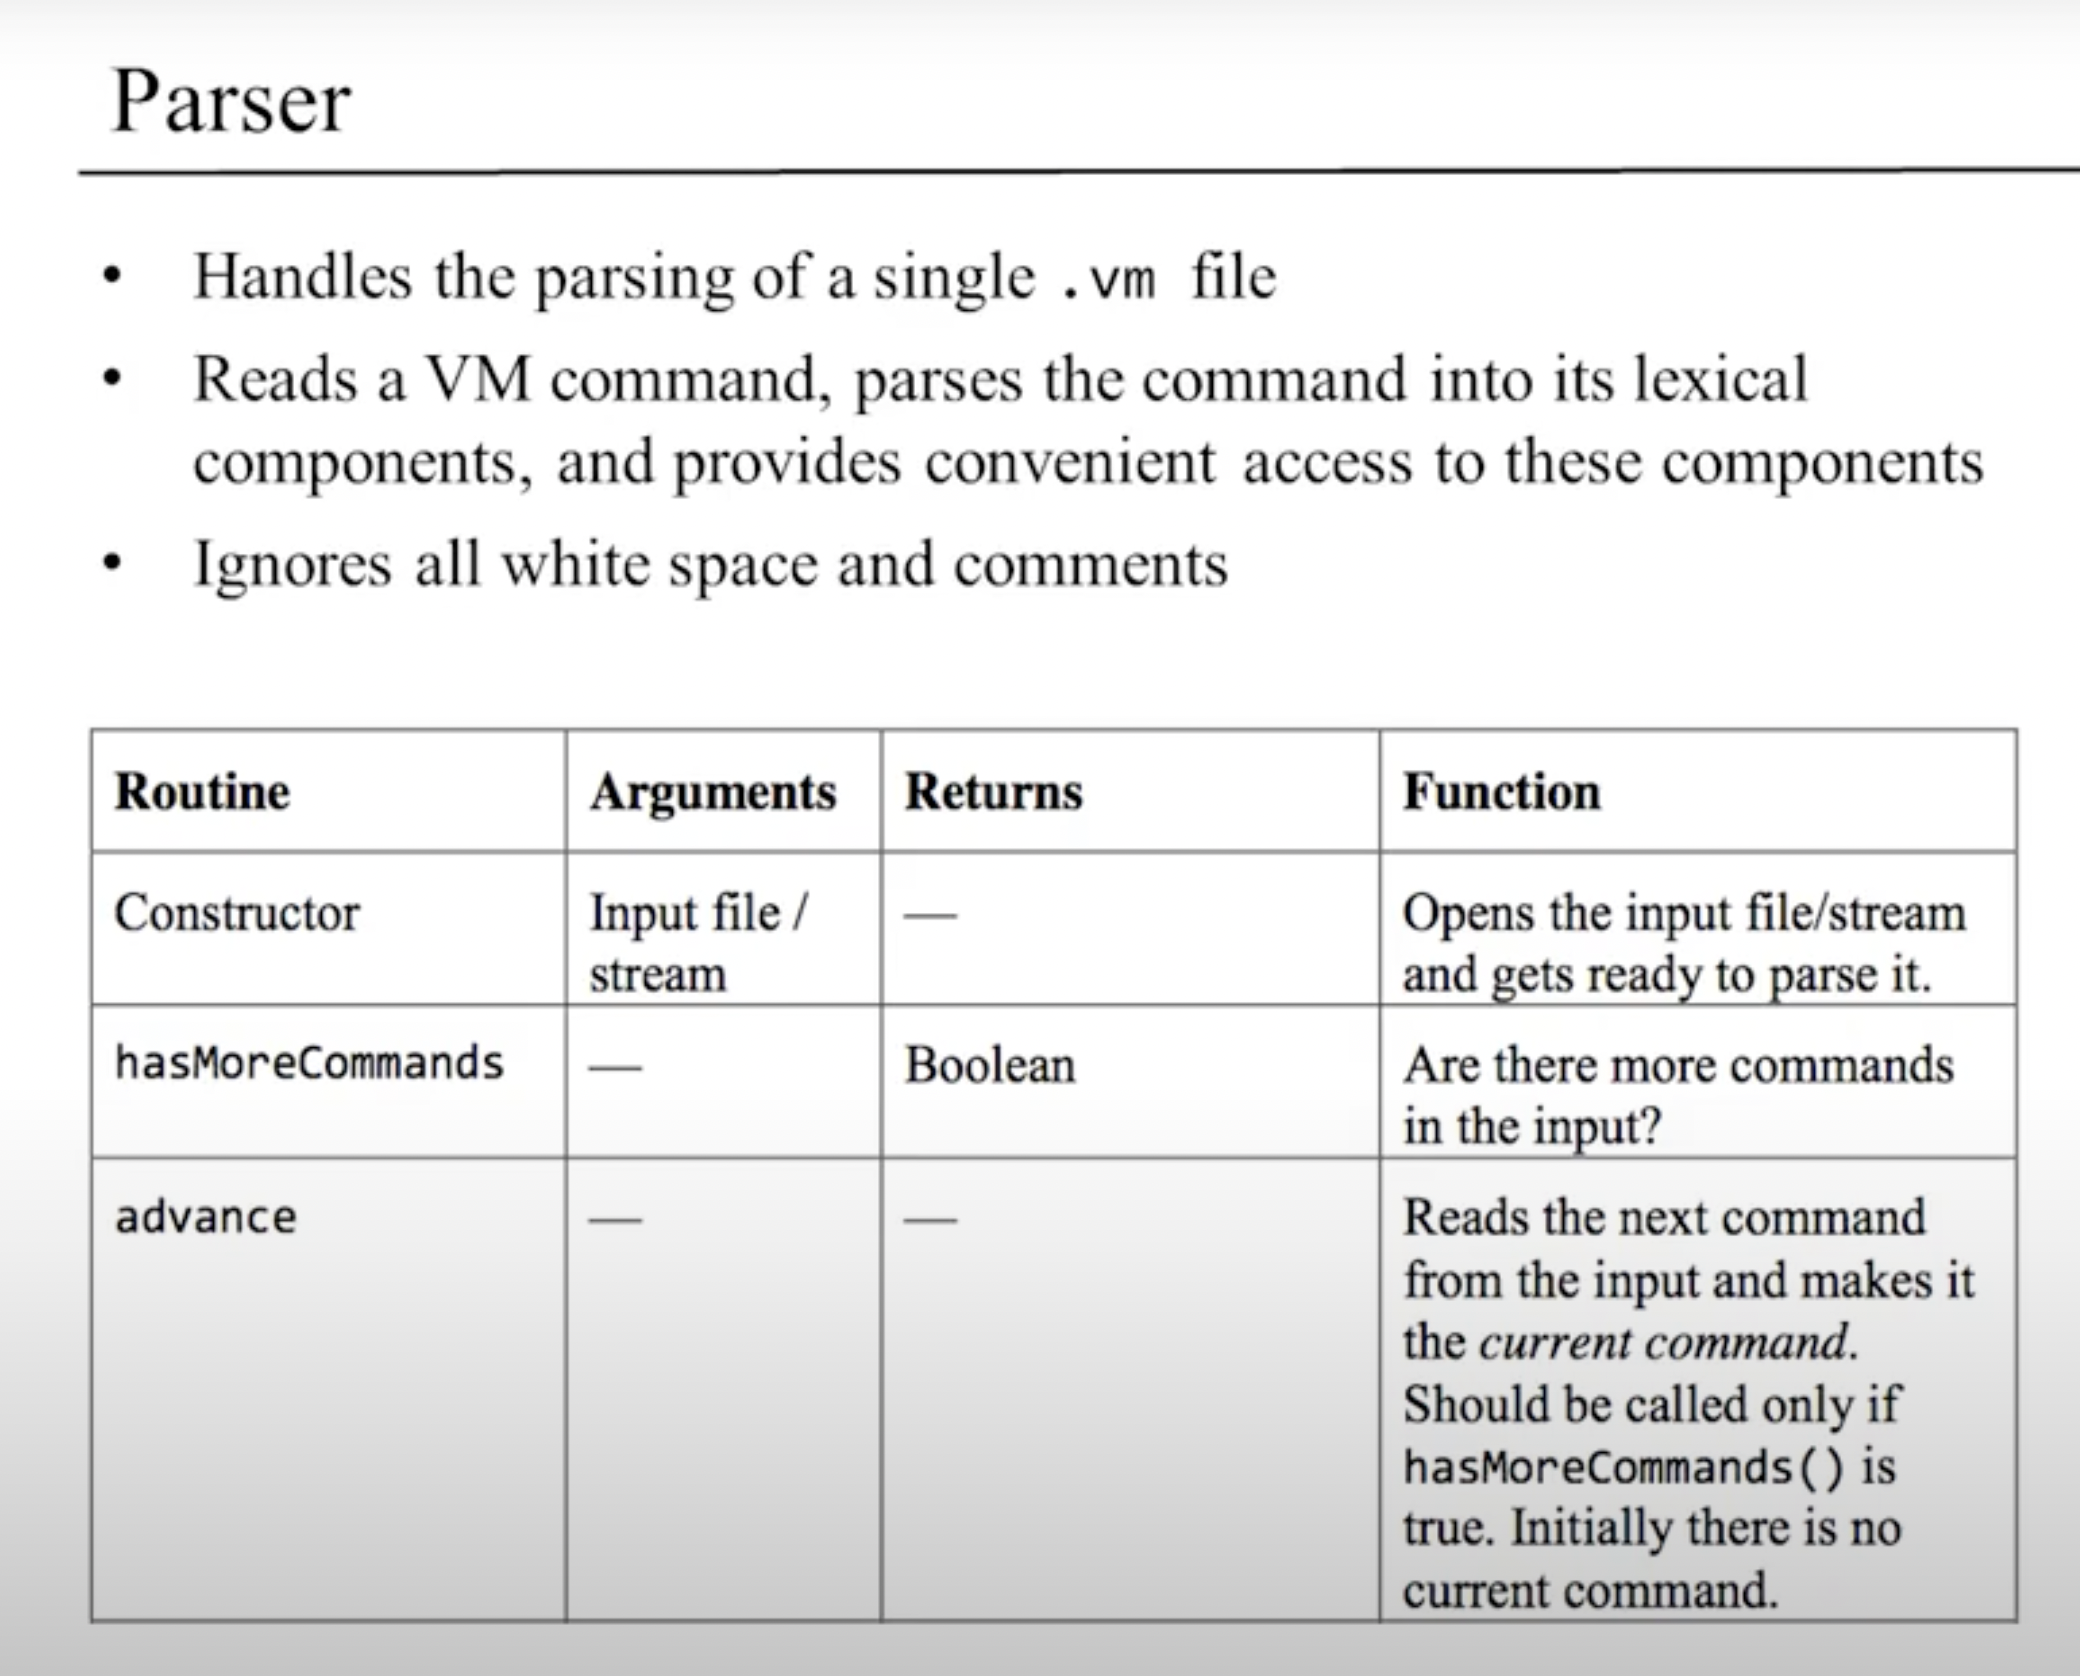 Parser
• Handles the parsing of a single .vm file
• Reads a VM command, parses the command into its lexical
components, and provides convenient access to these components
• Ignores all white space and comments
Routine Arguments Returns Function
Constructor Input file / — Opens the input file/stream
stream and gets ready to parse it.
hasMoreCommands — Boolean Are there more commands
in the input?
advance — — Reads the next command
from the input and makes it
the current command.
Should be called only if
hasMoreCommands() is
true. Initially there is no
current command.